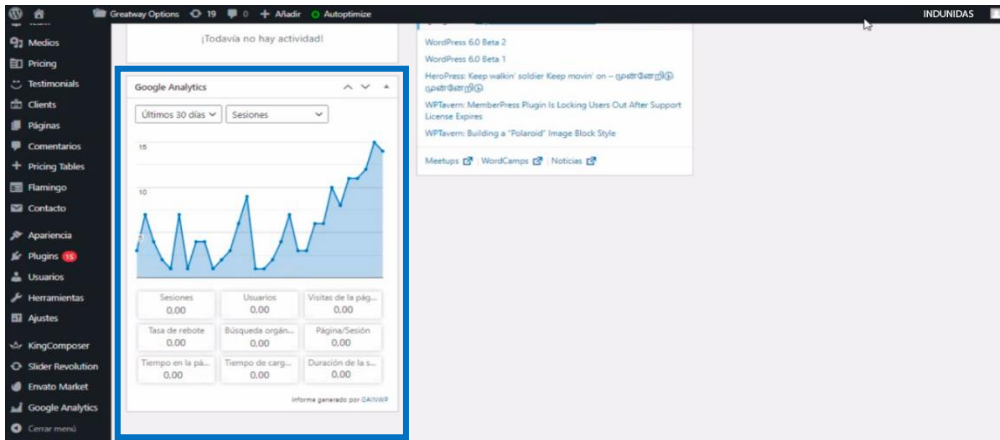 Greatway Options 19 0 + Añadir Autoptimize INDUNIDAS
Medios
Pricing
Testimonials
Clients
Páginas
Comentarios
Pricing Tables
Flamingo
Contacto
Apariencia
Plugins 15
Usuarios
Herramientas
Ajustes
KingComposer
Slider Revolution
Envato Market
Google Analytics
Cerrar menú
¡Todavía no hay actividad!
Google Analytics
Últimos 30 días Sesiones
15
10
5
Sesiones Usuarios Visitas de la pág...
0.00 0.00 0.00
Tasa de rebote Búsqueda orgán... Página/Sesión
0.00 0.00 0.00
Tiempo en la pá... Tiempo de carg... Duración de la s...
0.00 0.00 0.00
Informe generado por GAINWP
WordPress 6.0 Beta 2
WordPress 6.0 Beta 1
HeroPress: Keep walkin' soldier Keep movin' on – முன்னேறிடு
முன்னேறிடு
WPTavern: MemberPress Plugin Is Locking Users Out After Support
License Expires
WPTavern: Building a "Polaroid" Image Block Style
Meetups | WordCamps | Noticias